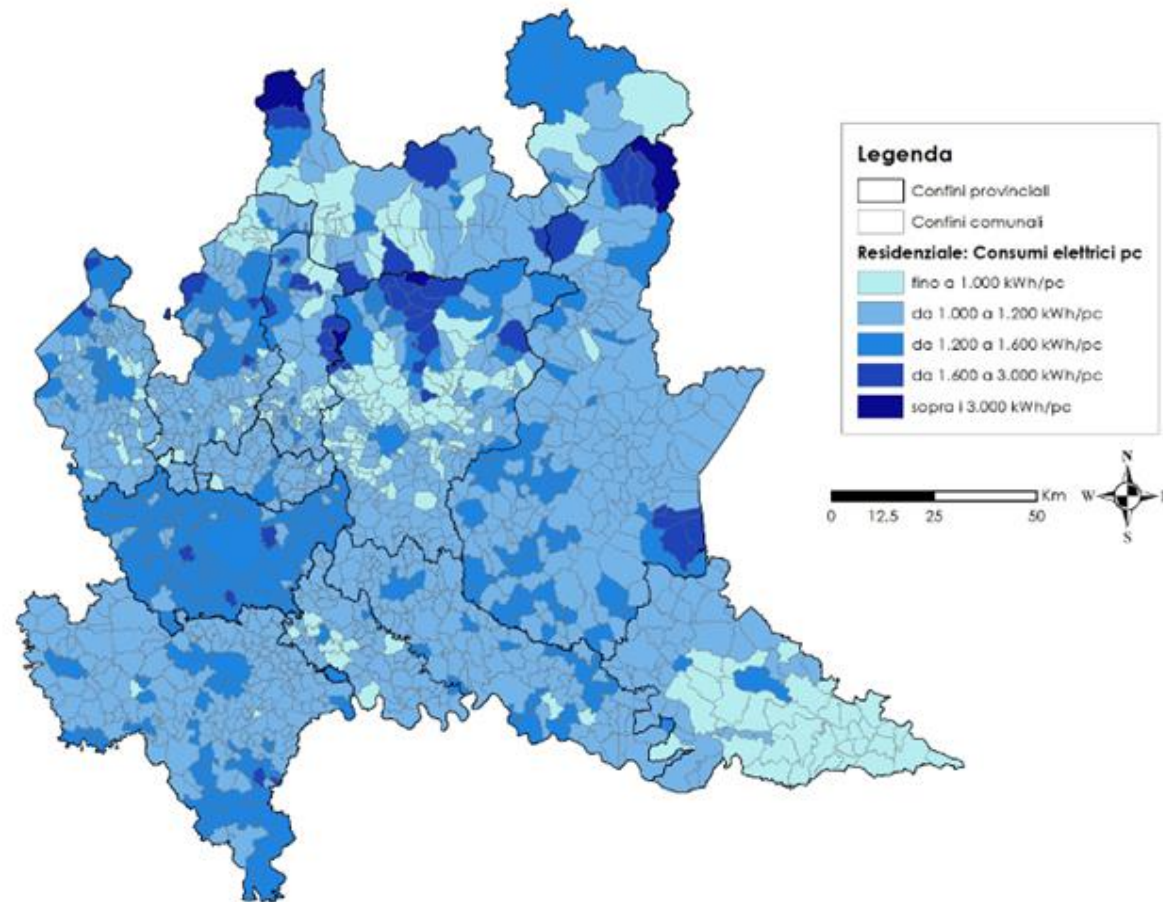 Legenda
Confini provinciali
Confini comunali
Residenziale: Consumi elettrici pc
fino a 1.000 kWh/pc
da 1.000 a 1.200 kWh/pc
da 1.200 a 1.600 kWh/pc
da 1.600 a 3.000 kWh/pc
sopra i 3.000 kWh/pc
N
Km W E
0 12,5 25 50
S